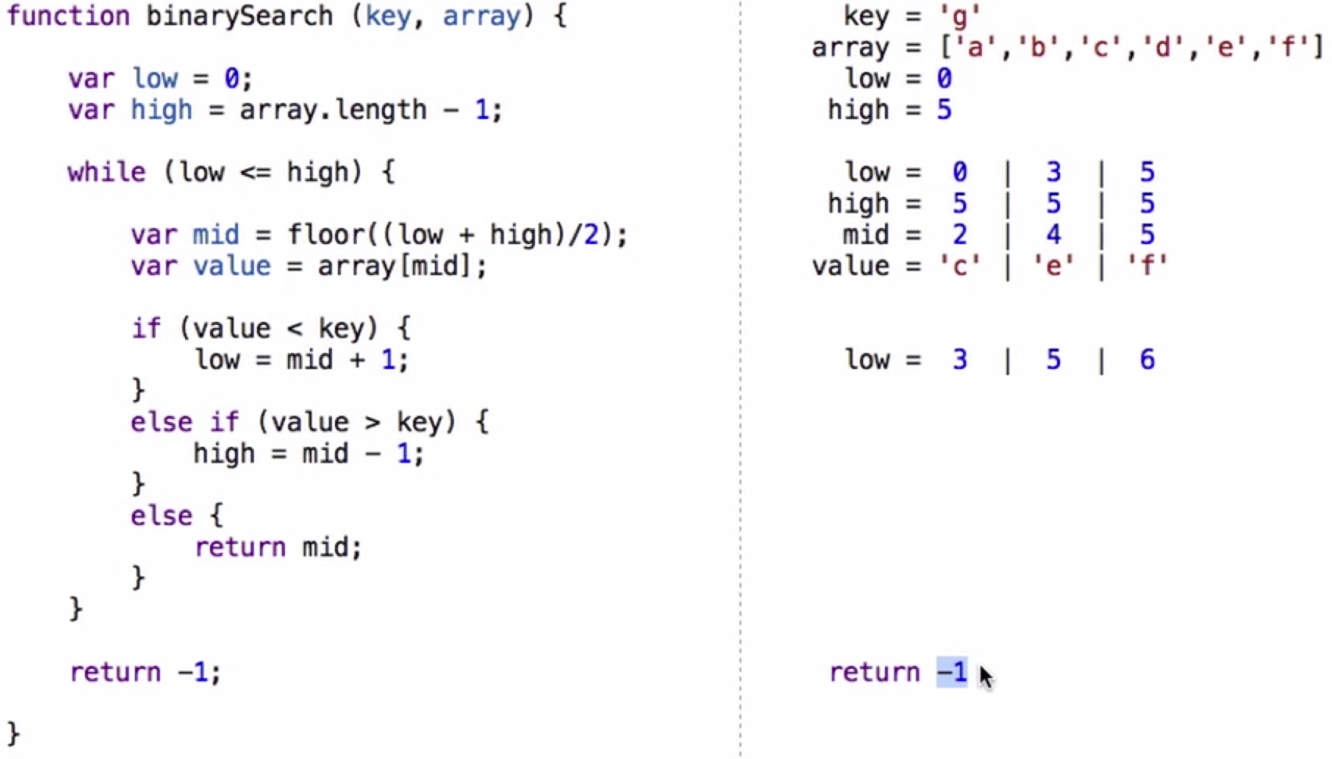 function binarySearch (key, array) {
var low = 0;
var high = array.length - 1;
while (low <= high) {
var mid = floor((low + high)/2);
var value = array[mid];
if (value < key) {
low = mid + 1;
}
else if (value > key) {
high = mid - 1;
}
else {
return mid;
}
}
return -1;
}
key = 'g'
array = ['a','b','c','d','e','f']
low = 0
high = 5
low = 0 | 3 | 5
high = 5 | 5 | 5
mid = 2 | 4 | 5
value = 'c' | 'e' | 'f'
low = 3 | 5 | 6
return -1